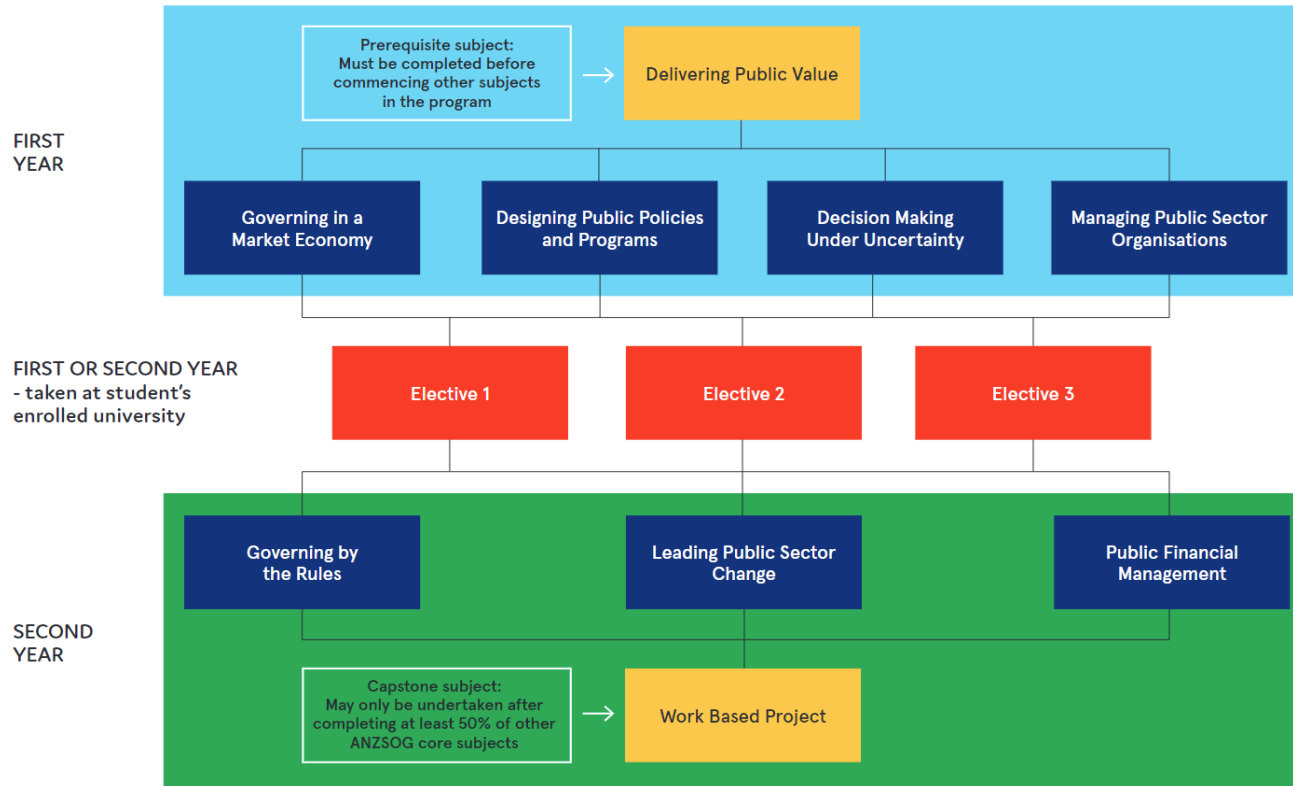 Prerequisite subject:
Must be completed before
commencing other subjects
in the program
Delivering Public Value
FIRST
YEAR
Governing in a
Market Economy
Designing Public Policies
and Programs
Decision Making
Under Uncertainty
Managing Public Sector
Organisations
FIRST OR SECOND YEAR
- taken at student's
enrolled university
Elective 1
Elective 2
Elective 3
Governing by
the Rules
Leading Public Sector
Change
Public Financial
Management
SECOND
YEAR
Capstone subject:
May only be undertaken after
completing at least 50% of other
ANZSOG core subjects
Work Based Project